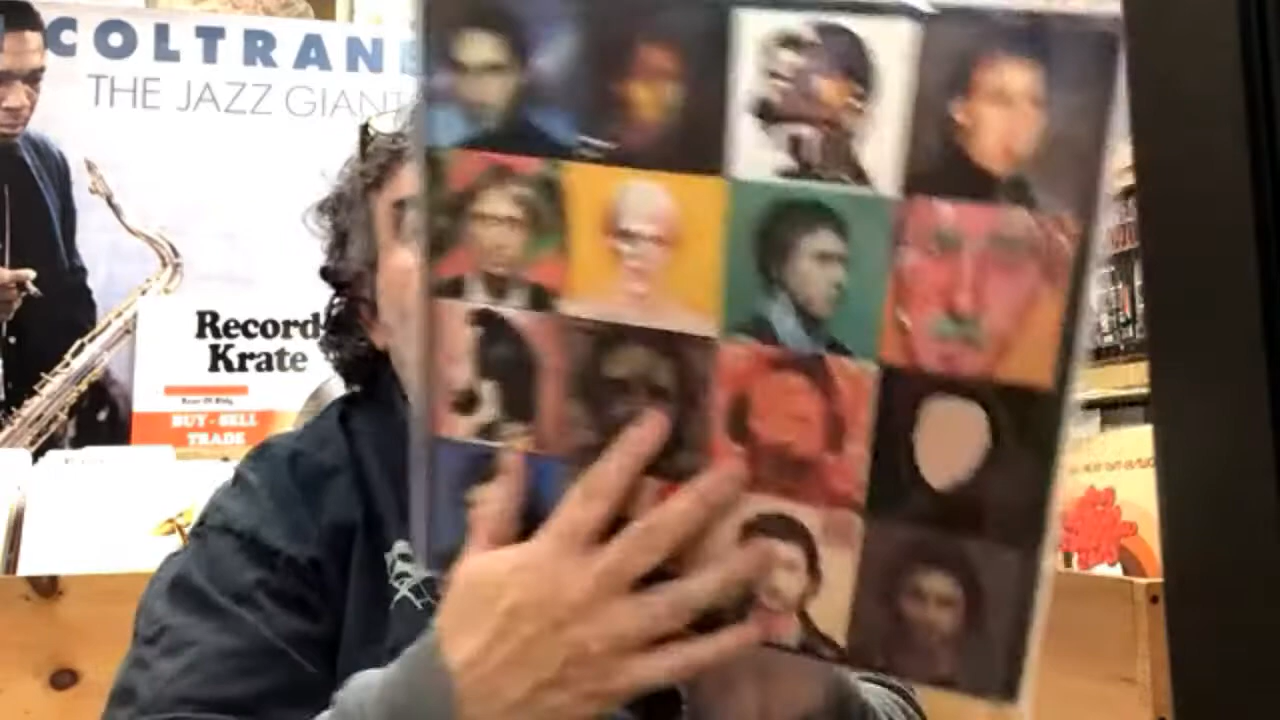 COLTRANE
THE JAZZ GIANT
Record
Krate
BUY - SELL
TRADE